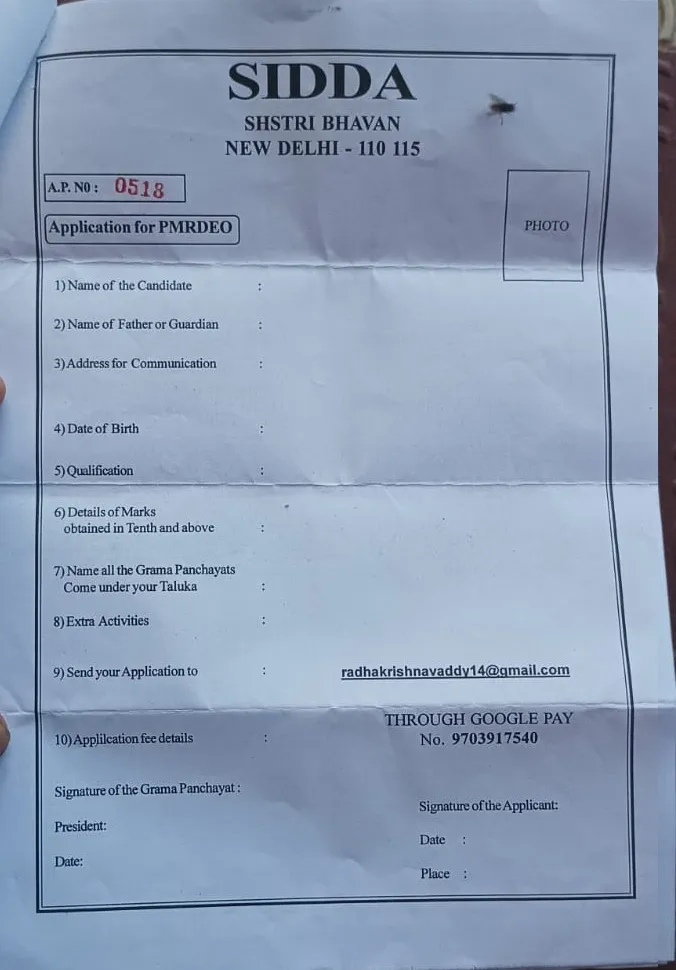 SIDDA
SHSTRI BHAVAN
NEW DELHI - 110 115
A.P. N0 : 0518
Application for PMRDEO
PHOTO
1) Name of the Candidate :
2) Name of Father or Guardian :
3) Address for Communication :
4) Date of Birth :
5) Qualification :
6) Details of Marks
obtained in Tenth and above :
7) Name all the Grama Panchayats
Come under your Taluka :
8) Extra Activities :
9) Send your Application to : radhakrishnavaddy14@gmail.com
THROUGH GOOGLE PAY
10) Applilcation fee details : No. 9703917540
Signature of the Grama Panchayat :
Signature of the Applicant:
President:
Date :
Date:
Place :